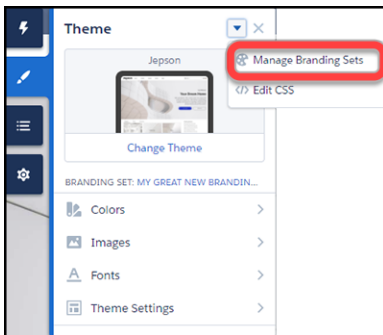 Theme
Manage Branding Sets
Jepson
</> Edit CSS
Change Theme
BRANDING SET: MY GREAT NEW BRANDIN...
Colors
Images
Fonts
Theme Settings